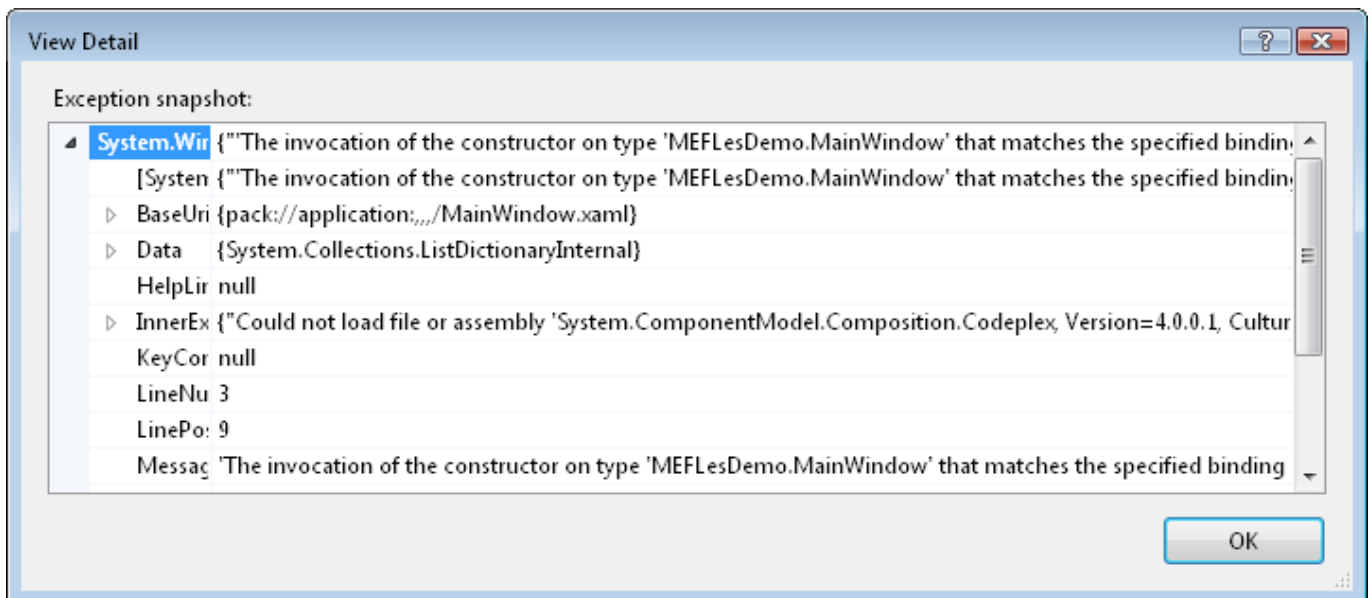 View Detail
Exception snapshot:
System.Wir {"'The invocation of the constructor on type 'MEFLesDemo.MainWindow' that matches the specified bindin
[System {"'The invocation of the constructor on type 'MEFLesDemo.MainWindow' that matches the specified bindin
BaseUri {pack://application:,,,/MainWindow.xaml}
Data {System.Collections.ListDictionaryInternal}
HelpLir null
InnerEx {"Could not load file or assembly 'System.ComponentModel.Composition.Codeplex, Version=4.0.0.1, Cultur
KeyCor null
LineNu 3
LinePo: 9
Messag 'The invocation of the constructor on type 'MEFLesDemo.MainWindow' that matches the specified binding
OK